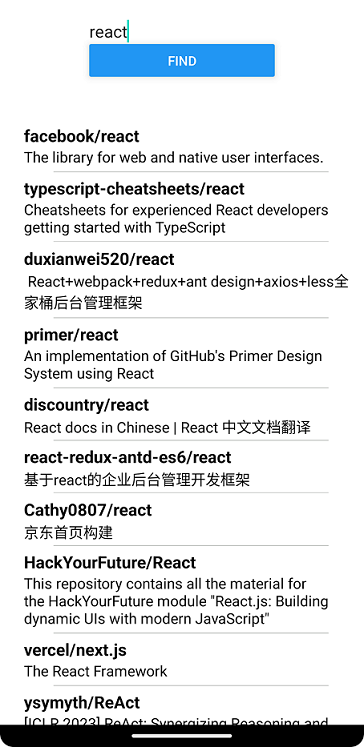 react
FIND
facebook/react
The library for web and native user interfaces.
typescript-cheatsheets/react
Cheatsheets for experienced React developers
getting started with TypeScript
duxianwei520/react
React+webpack+redux+ant design+axios+less全
家桶后台管理框架
primer/react
An implementation of GitHub's Primer Design
System using React
discountry/react
React docs in Chinese | React 中文文档翻译
react-redux-antd-es6/react
基于react的企业后台管理开发框架
Cathy0807/react
京东首页构建
HackYourFuture/React
This repository contains all the material for
the HackYourFuture module "React.js: Building
dynamic UIs with modern JavaScript"
vercel/next.js
The React Framework
ysymyth/ReAct
[ICLR 2023] ReAct: Synergizing Reasoning and